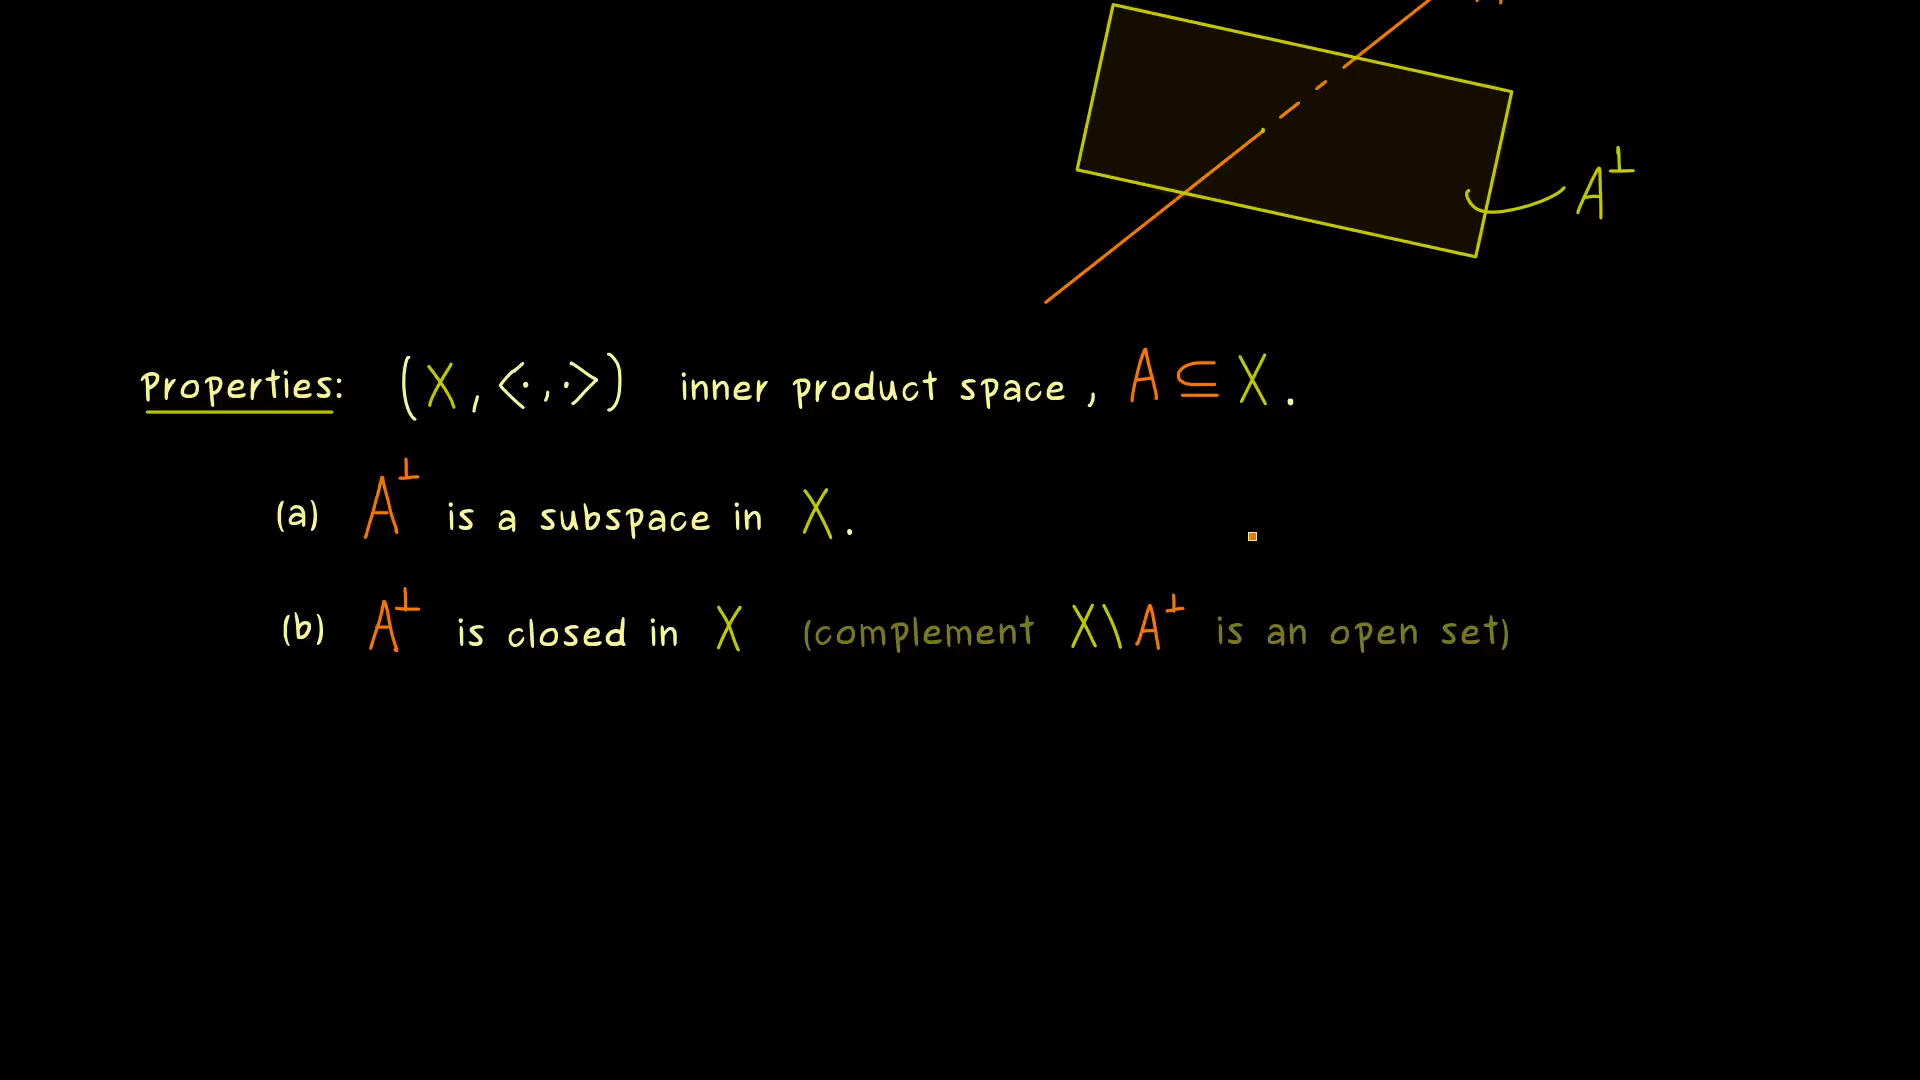 A⊥
Properties: (X, <·,·>) inner product space, A ⊆ X.
(a) A⊥ is a subspace in X.
(b) A⊥ is closed in X (complement X\A⊥ is an open set)